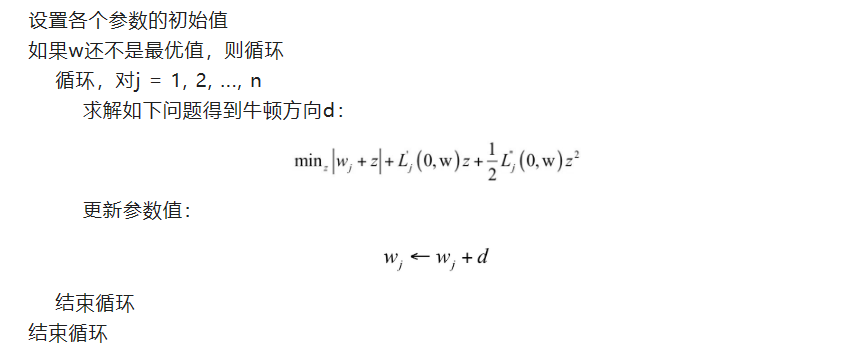 设置各个参数的初始值
如果w还不是最优值，则循环
循环，对j = 1, 2, ..., n
求解如下问题得到牛顿方向d：
min_z |w_j + z| + L'_j (0, w) z + 1/2 L''_j (0, w) z²
更新参数值：
w_j ← w_j + d
结束循环
结束循环